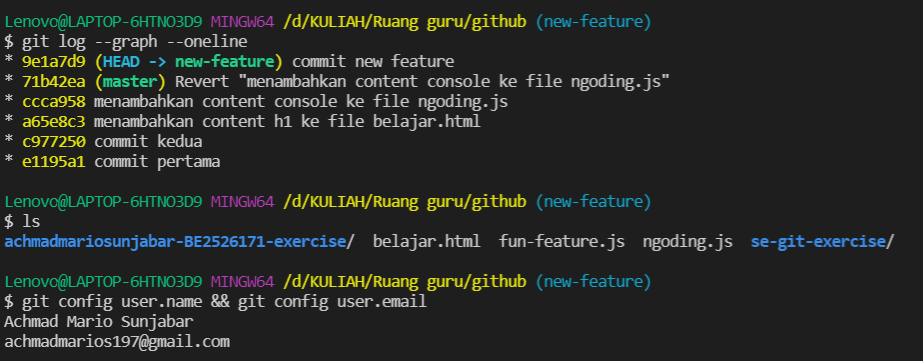 Lenovo@LAPTOP-6HTNO3D9 MINGW64 /d/KULIAH/Ruang guru/github (new-feature)
$ git log --graph --oneline
* 9e1a7d9 (HEAD -> new-feature) commit new feature
* 71b42ea (master) Revert "menambahkan content console ke file ngoding.js"
* ccca958 menambahkan content console ke file ngoding.js
* a65e8c3 menambahkan content h1 ke file belajar.html
* c977250 commit kedua
* e1195a1 commit pertama
Lenovo@LAPTOP-6HTNO3D9 MINGW64 /d/KULIAH/Ruang guru/github (new-feature)
$ ls
achmadmariosunjabar-BE2526171-exercise/  belajar.html  fun-feature.js  ngoding.js  se-git-exercise/
Lenovo@LAPTOP-6HTNO3D9 MINGW64 /d/KULIAH/Ruang guru/github (new-feature)
$ git config user.name && git config user.email
Achmad Mario Sunjabar
achmadmarios197@gmail.com